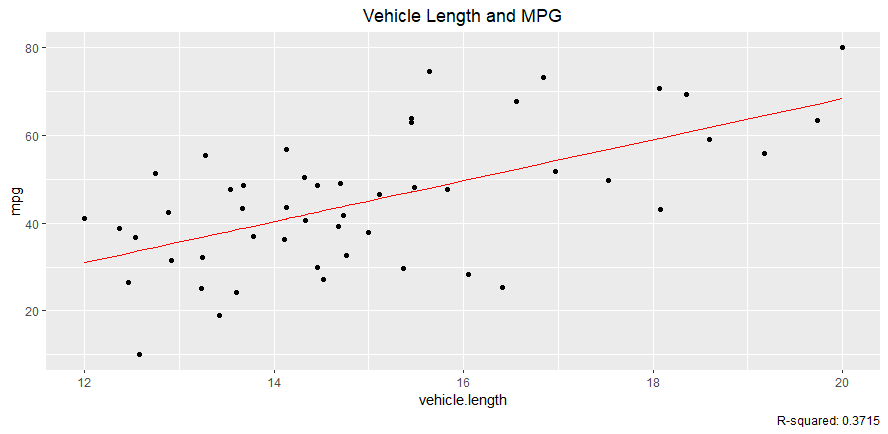 Vehicle Length and MPG
80
60
40
20
mpg
12 14 16 18 20
vehicle.length
R-squared: 0.3715